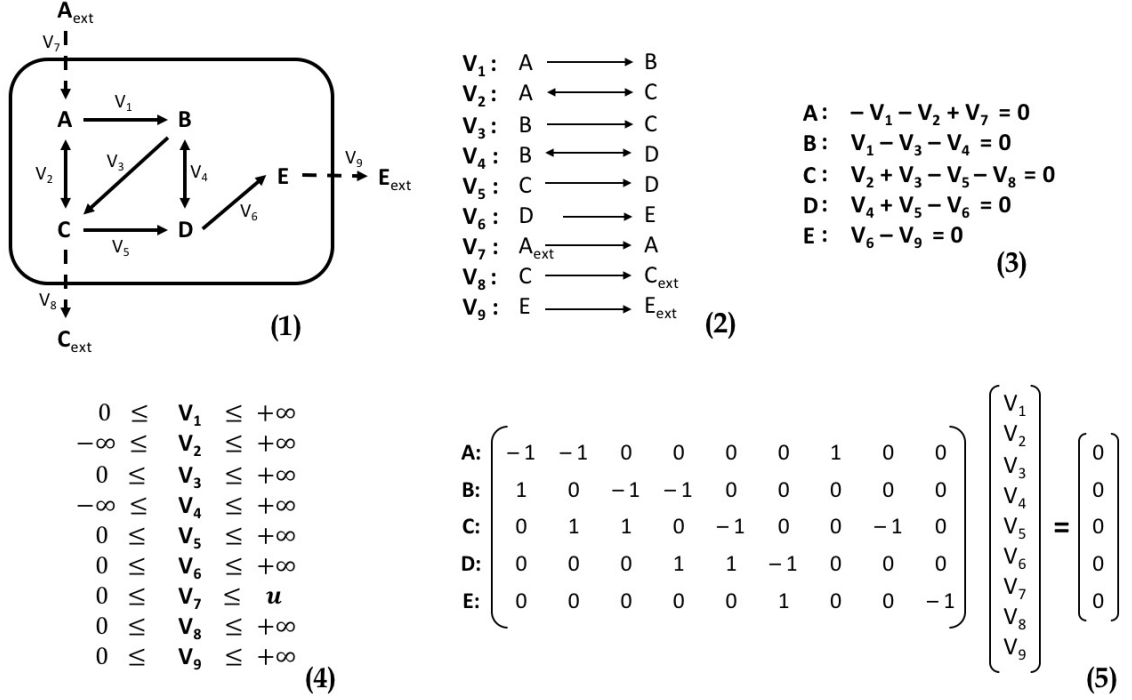 A_ext
V_7
A
V_1
B
V_2
V_3
V_4
E
V_9
E_ext
C
V_5
D
V_6
V_8
C_ext
(1)
V_1 : A ⟶ B
V_2 : A ⟷ C
V_3 : B ⟶ C
V_4 : B ⟷ D
V_5 : C ⟶ D
V_6 : D ⟶ E
V_7 : A_ext ⟶ A
V_8 : C ⟶ C_ext
V_9 : E ⟶ E_ext
(2)
A: – V_1 – V_2 + V_7 = 0
B: V_1 – V_3 – V_4 = 0
C: V_2 + V_3 – V_5 – V_8 = 0
D: V_4 + V_5 – V_6 = 0
E: V_6 – V_9 = 0
(3)
0 ≤ V_1 ≤ +∞
−∞ ≤ V_2 ≤ +∞
0 ≤ V_3 ≤ +∞
−∞ ≤ V_4 ≤ +∞
0 ≤ V_5 ≤ +∞
0 ≤ V_6 ≤ +∞
0 ≤ V_7 ≤ u
0 ≤ V_8 ≤ +∞
0 ≤ V_9 ≤ +∞
(4)
A: –1 –1 0 0 0 0 1 0 0
B: 1 0 –1 –1 0 0 0 0 0
C: 0 1 1 0 –1 0 0 –1 0
D: 0 0 0 1 1 –1 0 0 0
E: 0 0 0 0 0 1 0 0 –1
V_1
V_2
V_3
V_4
V_5
V_6
V_7
V_8
V_9
=
0
0
0
0
0
(5)